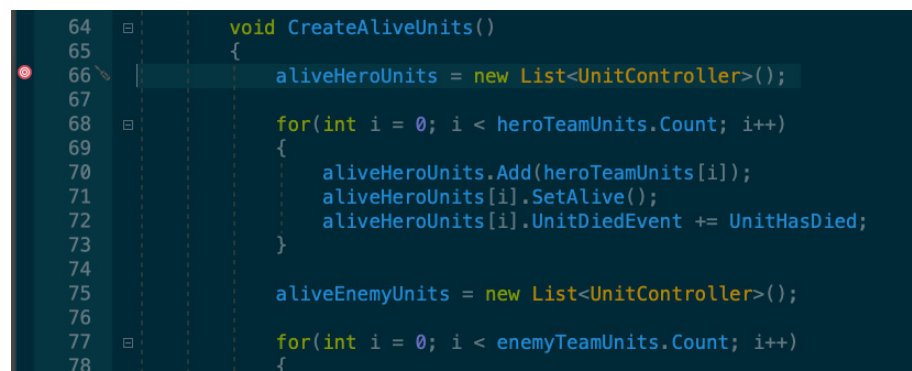 64 void CreateAliveUnits()
65 {
66 aliveHeroUnits = new List<UnitController>();
67
68 for(int i = 0; i < heroTeamUnits.Count; i++)
69 {
70 aliveHeroUnits.Add(heroTeamUnits[i]);
71 aliveHeroUnits[i].SetAlive();
72 aliveHeroUnits[i].UnitDiedEvent += UnitHasDied;
73 }
74
75 aliveEnemyUnits = new List<UnitController>();
76
77 for(int i = 0; i < enemyTeamUnits.Count; i++)
78 {